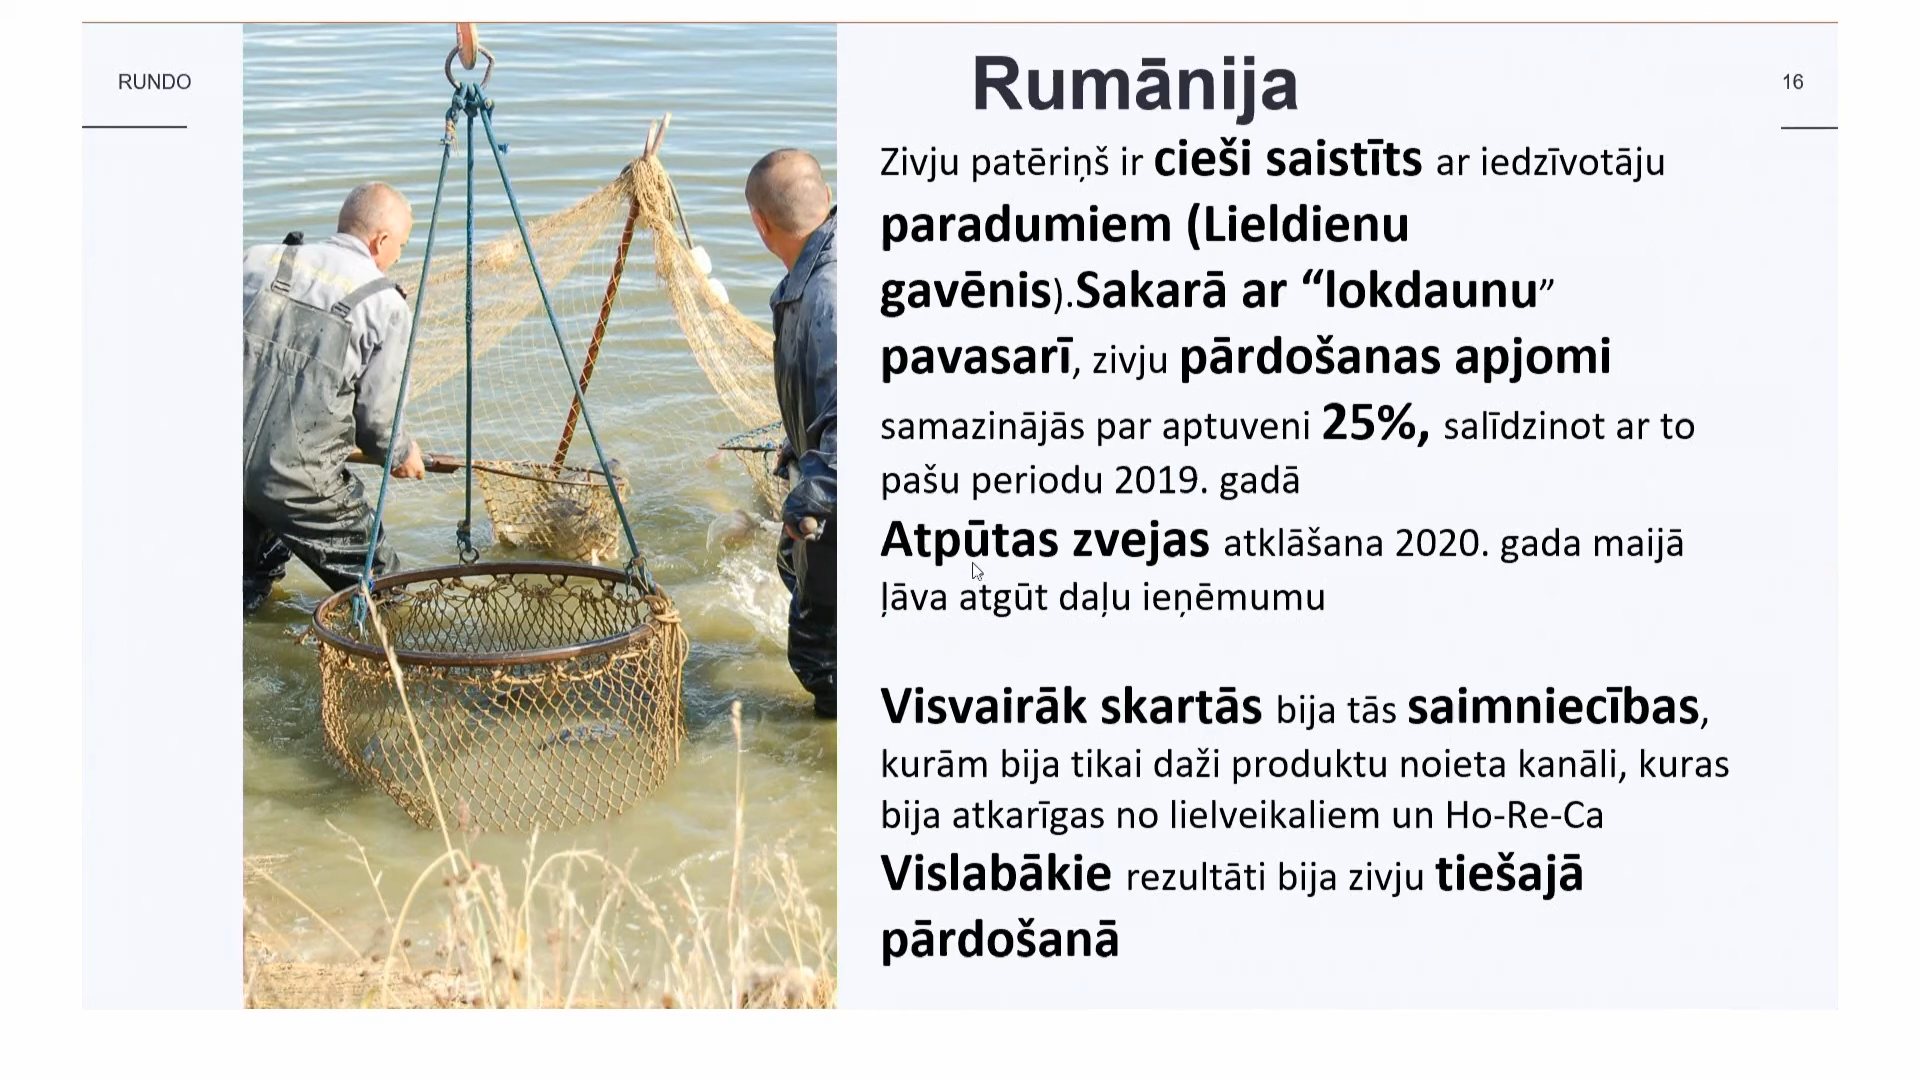 RUNDO
Rumānija
16
Zivju patēriņš ir cieši saistīts ar iedzīvotāju
paradumiem (Lieldienu
gavēnis).Sakarā ar “lokdaunu”
pavasarī, zivju pārdošanas apjomi
samazinājās par aptuveni 25%, salīdzinot ar to
pašu periodu 2019. gadā
Atpūtas zvejas atklāšana 2020. gada maijā
ļāva atgūt daļu ieņēmumu
Visvairāk skartās bija tās saimniecības,
kurām bija tikai daži produktu noieta kanāli, kuras
bija atkarīgas no lielveikaliem un Ho-Re-Ca
Vislabākie rezultāti bija zivju tiešajā
pārdošanā